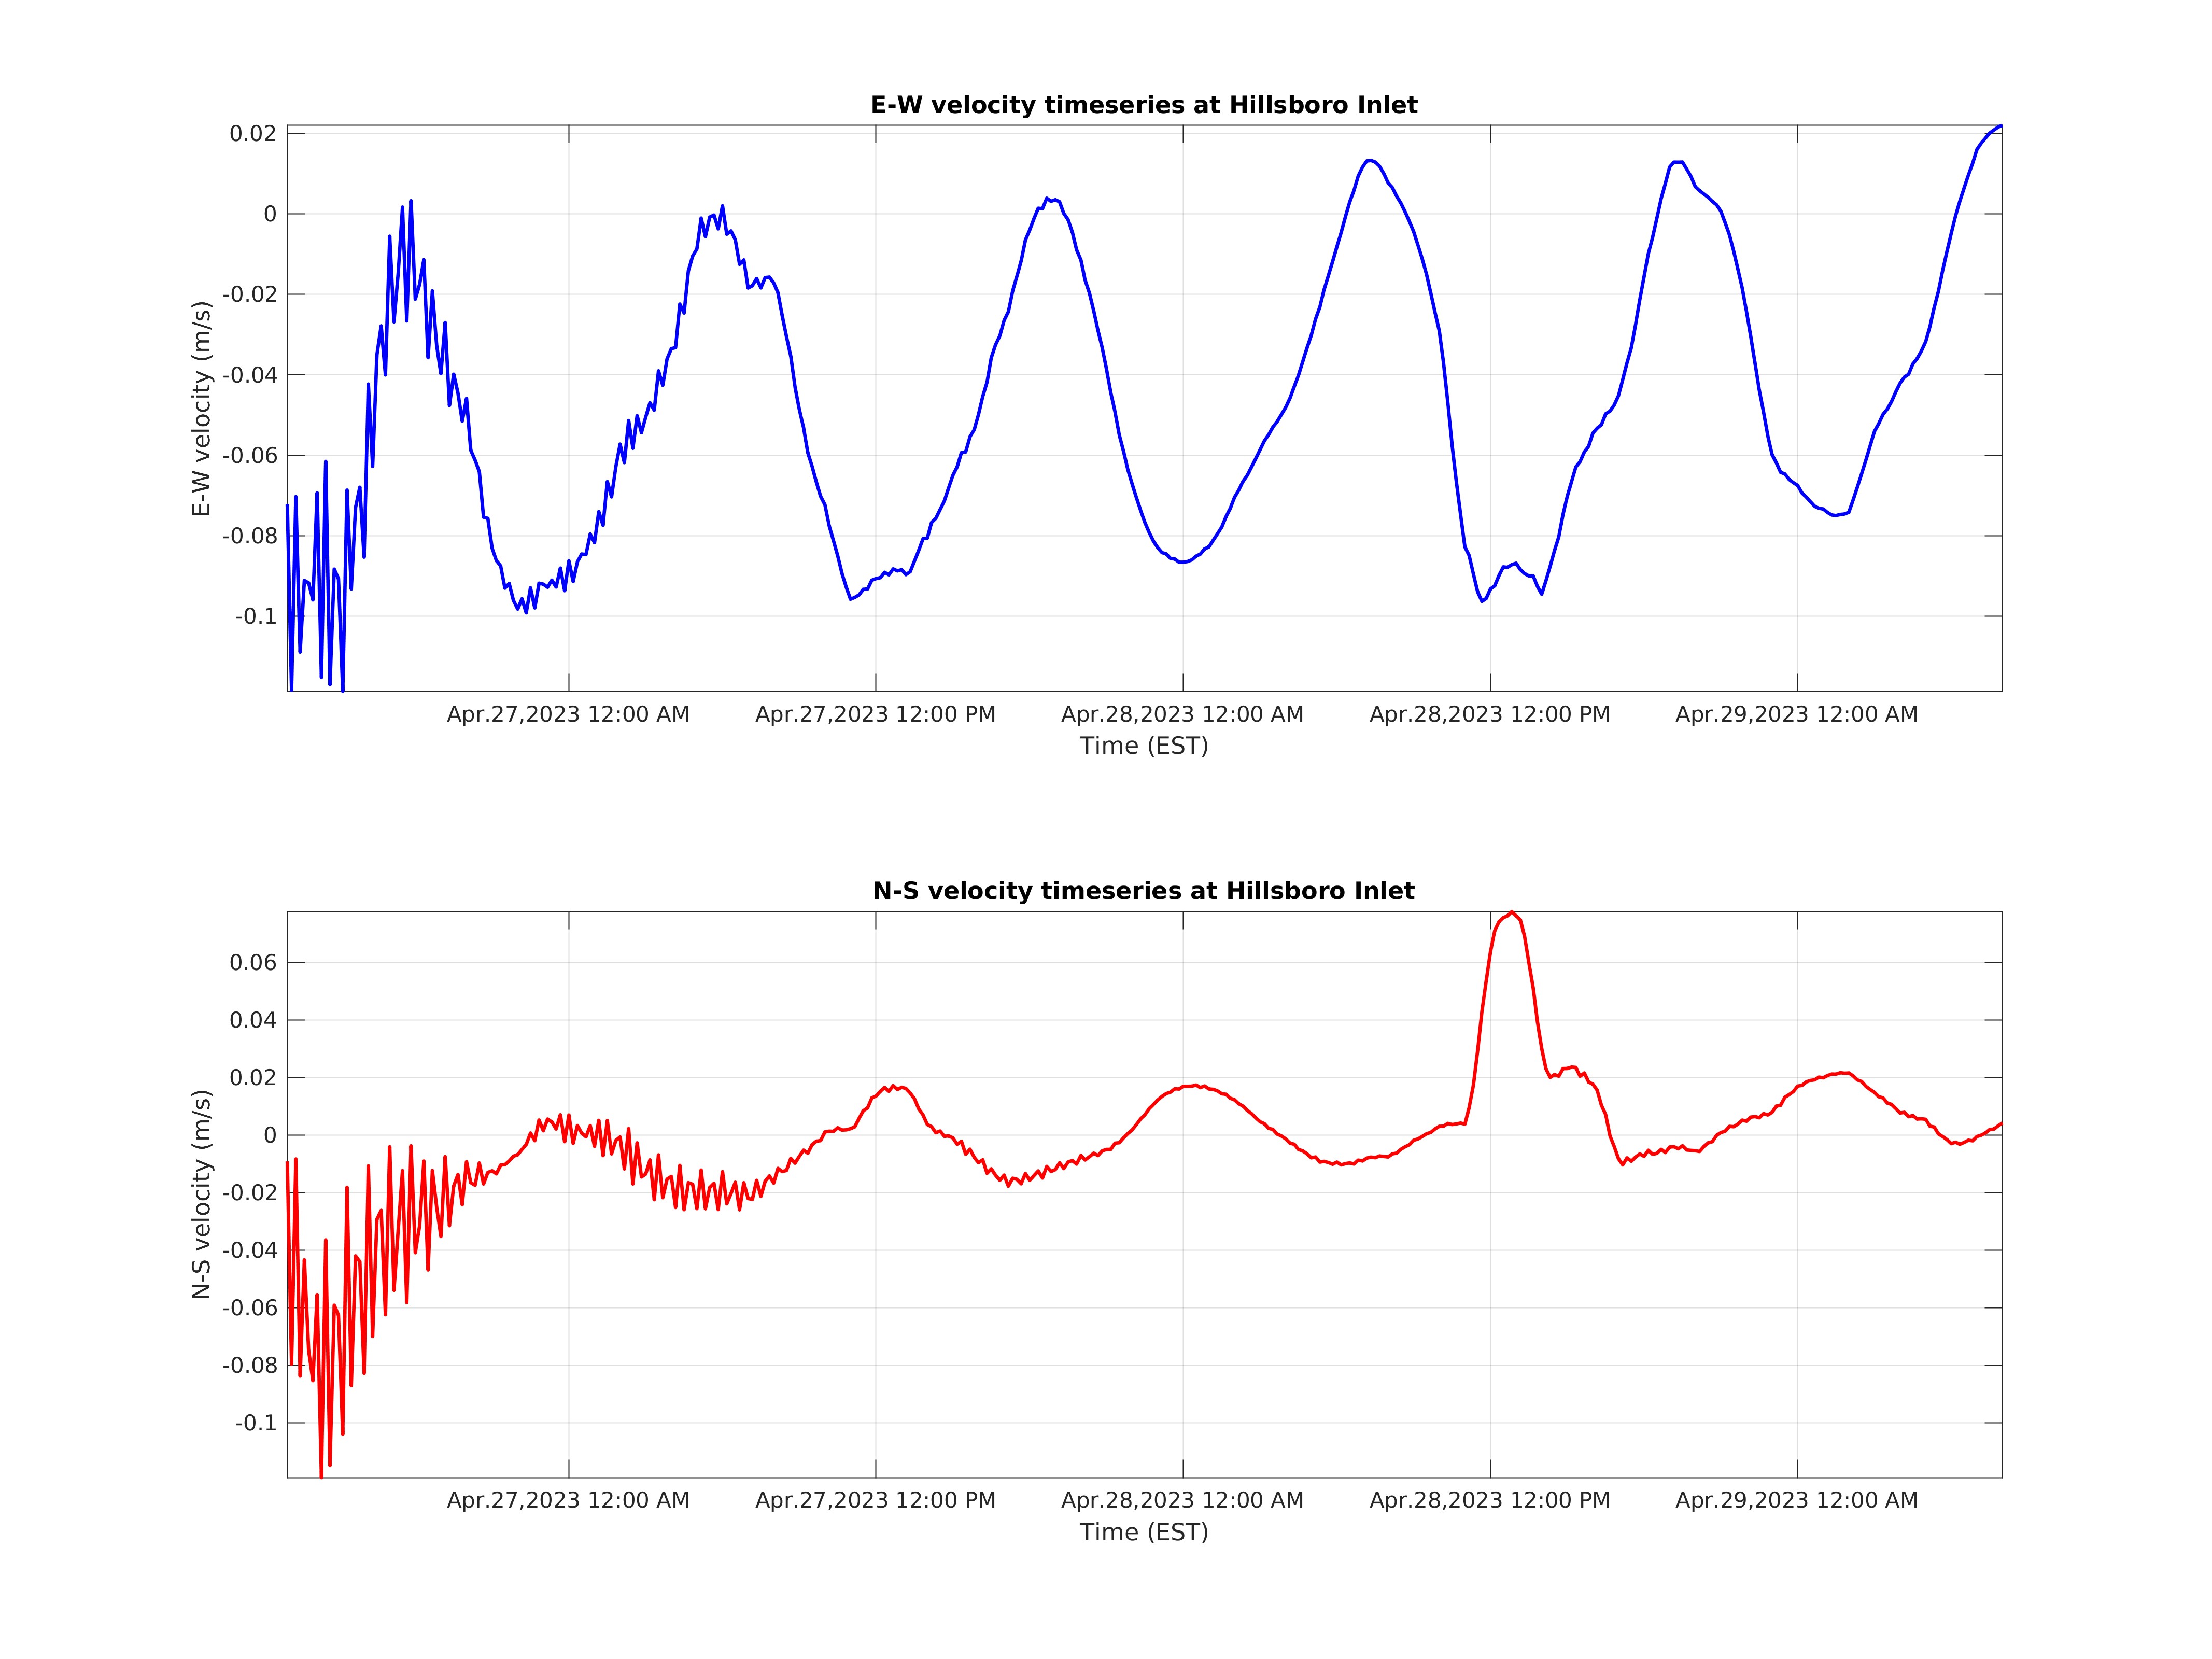 E-W velocity timeseries at Hillsboro Inlet
0.02
0
-0.02
-0.04
-0.06
-0.08
-0.1
E-W velocity (m/s)
Apr.27,2023 12:00 AM
Apr.27,2023 12:00 PM
Apr.28,2023 12:00 AM
Apr.28,2023 12:00 PM
Apr.29,2023 12:00 AM
Time (EST)
N-S velocity timeseries at Hillsboro Inlet
0.06
0.04
0.02
0
-0.02
-0.04
-0.06
-0.08
-0.1
N-S velocity (m/s)
Apr.27,2023 12:00 AM
Apr.27,2023 12:00 PM
Apr.28,2023 12:00 AM
Apr.28,2023 12:00 PM
Apr.29,2023 12:00 AM
Time (EST)